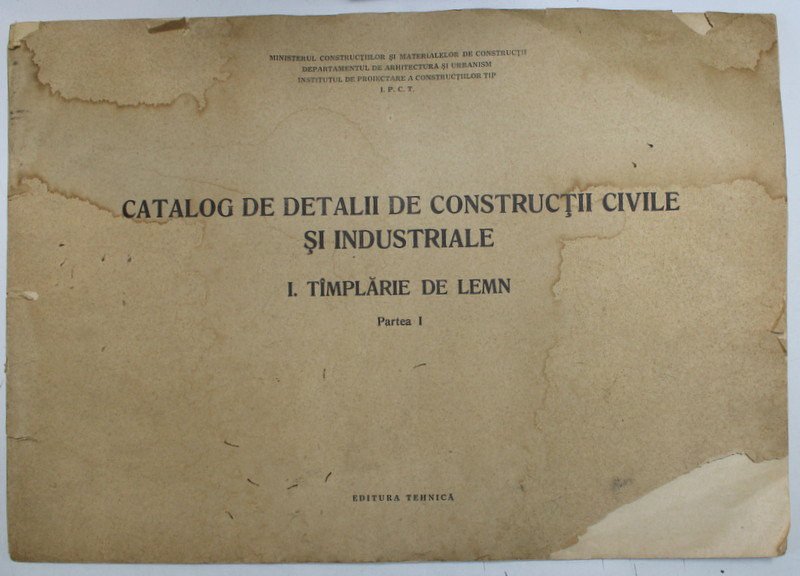 MINISTERUL CONSTRUCŢIILOR ŞI MATERIALELOR DE CONSTRUCŢII
DEPARTAMENTUL DE ARHITECTURA ŞI URBANISM
INSTITUTUL DE PROIECTARE A CONSTRUCŢIILOR TIP
I. P. C. T.
CATALOG DE DETALII DE CONSTRUCŢII CIVILE
ŞI INDUSTRIALE
I. TÎMPLĂRIE DE LEMN
Partea I
EDITURA TEHNICĂ